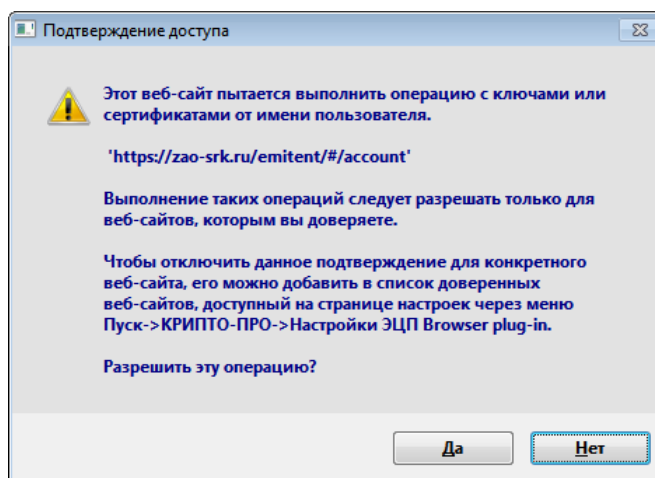 Подтверждение доступа
Этот веб-сайт пытается выполнить операцию с ключами или
сертификатами от имени пользователя.
'https://zao-srk.ru/emitent/#/account'
Выполнение таких операций следует разрешать только для
веб-сайтов, которым вы доверяете.
Чтобы отключить данное подтверждение для конкретного
веб-сайта, его можно добавить в список доверенных
веб-сайтов, доступный на странице настроек через меню
Пуск->КРИПТО-ПРО->Настройки ЭЦП Browser plug-in.
Разрешить эту операцию?
Да
Нет